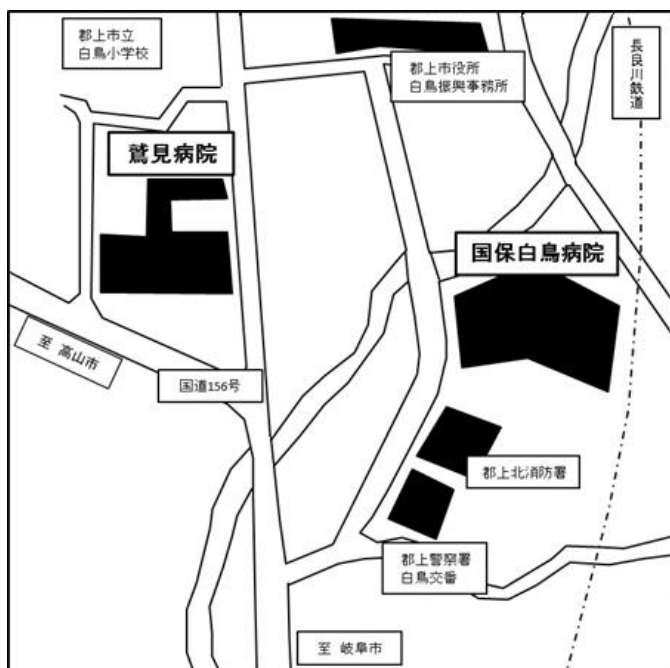 郡上市立
白鳥小学校
郡上市役所
白鳥振興事務所
長良川鉄道
鷲見病院
国保白鳥病院
至 高山市
国道156号
郡上北消防署
郡上警察署
白鳥交番
至 岐阜市